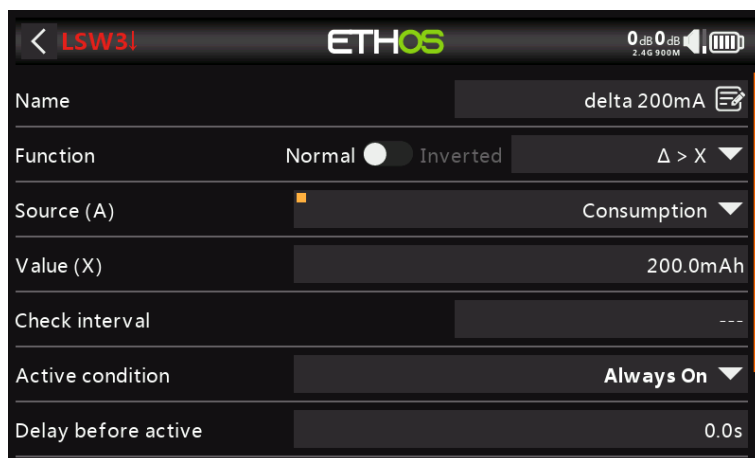 LSW3↓ ETHOS 0dB 0dB
2.4G 900M
Name delta 200mA
Function Normal Inverted Δ > X
Source (A) Consumption
Value (X) 200.0mAh
Check interval ---
Active condition Always On
Delay before active 0.0s